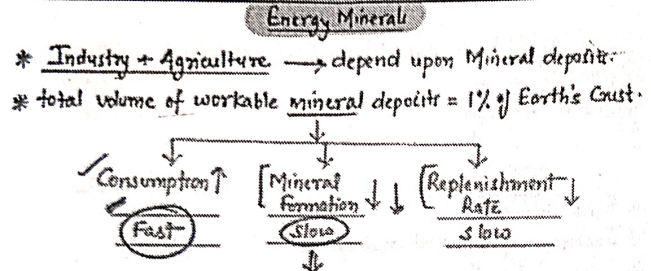 Energy Minerals
* Industry + Agriculture → depend upon Mineral deposits.
* total volume of workable mineral deposits = 1% of Earth's Crust.
Consumption↑ [Mineral Formation ↓ ↓ [Replenishment Rate ↓
Fast Slow slow